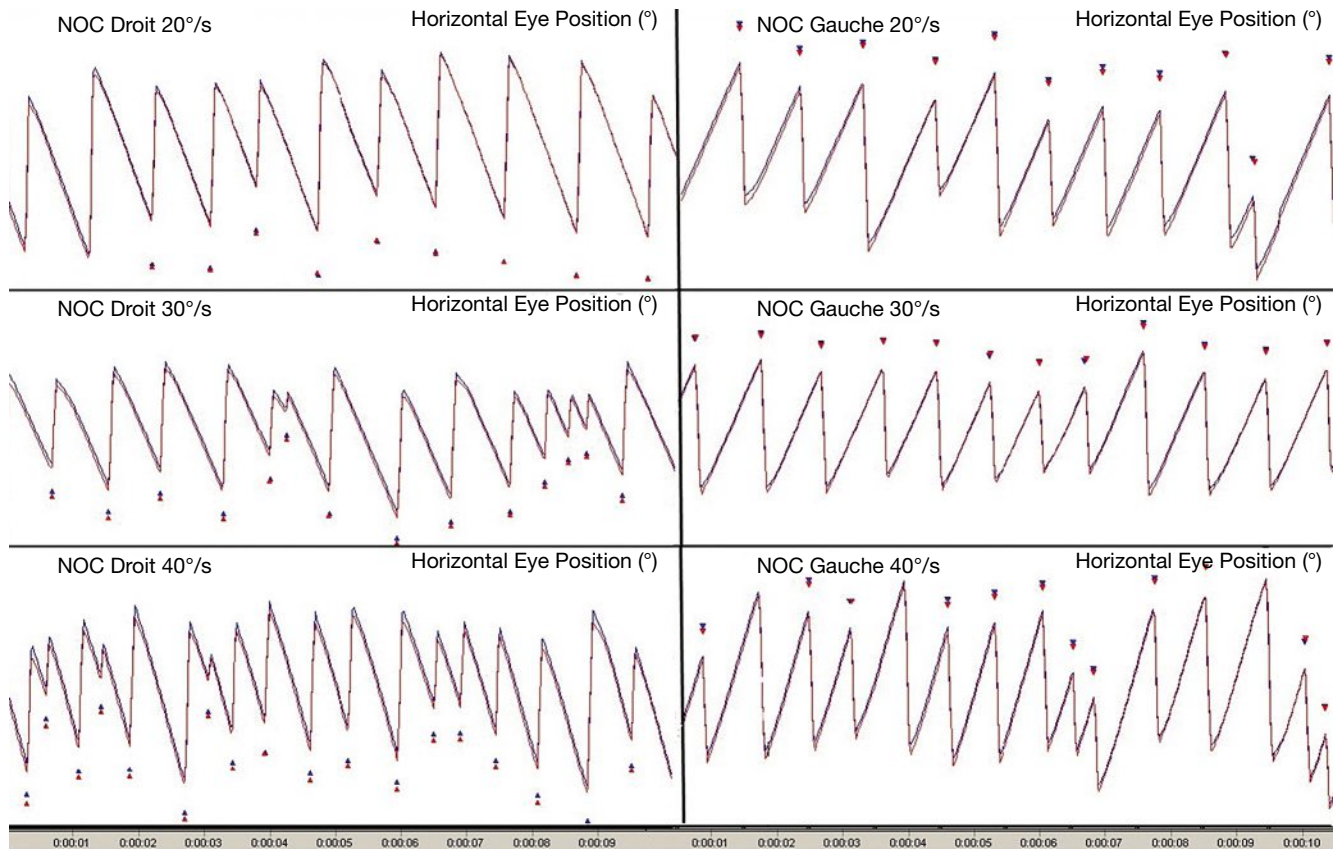 NOC Droit 20°/s Horizontal Eye Position (°)
NOC Gauche 20°/s Horizontal Eye Position (°)
NOC Droit 30°/s Horizontal Eye Position (°)
NOC Gauche 30°/s Horizontal Eye Position (°)
NOC Droit 40°/s Horizontal Eye Position (°)
NOC Gauche 40°/s Horizontal Eye Position (°)
0:00:01 0:00:02 0:00:03 0:00:04 0:00:05 0:00:06 0:00:07 0:00:08 0:00:09
0:00:01 0:00:02 0:00:03 0:00:04 0:00:05 0:00:06 0:00:07 0:00:08 0:00:09 0:00:10